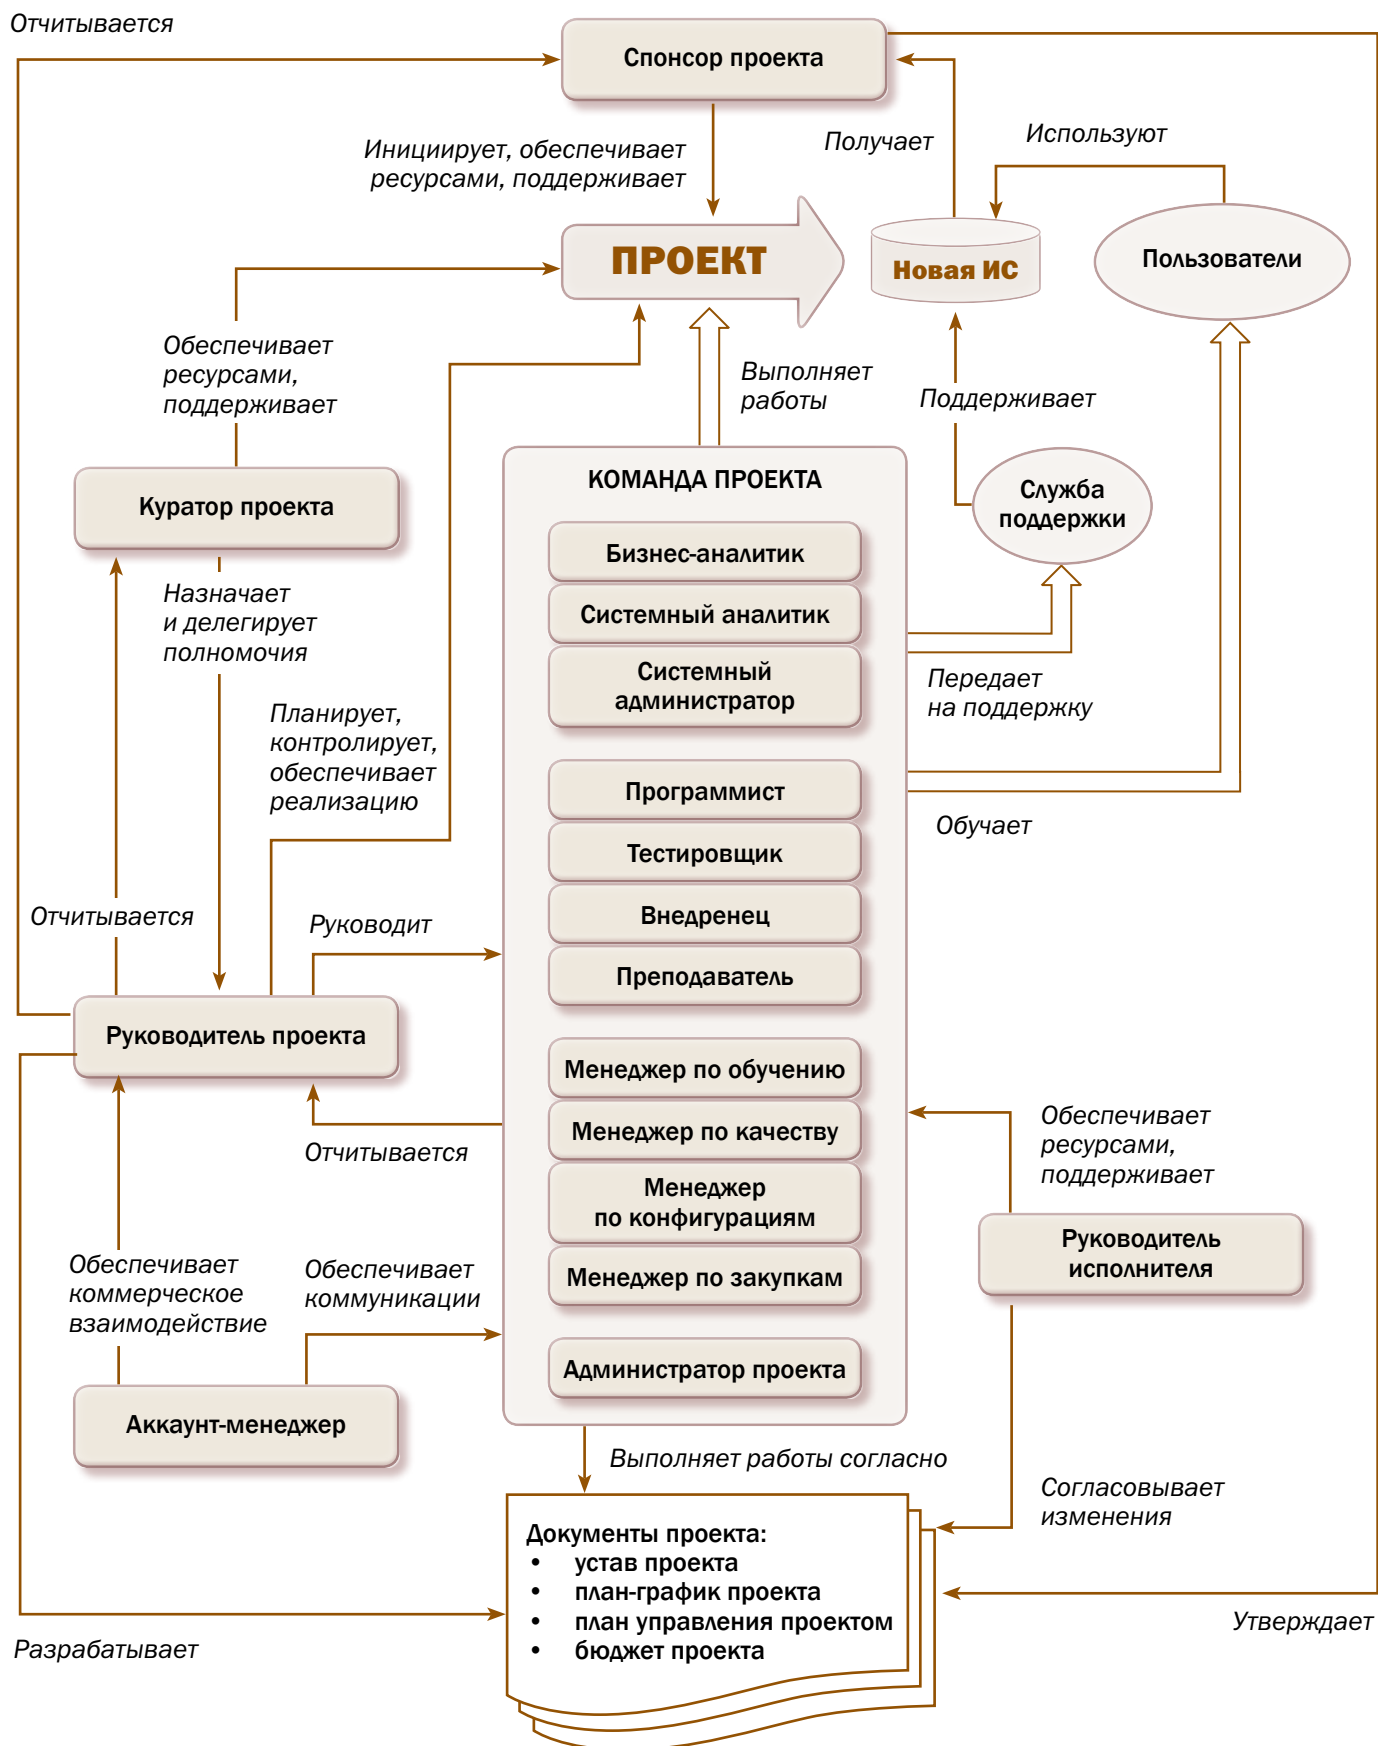 Отчитывается
Спонсор проекта
Инициирует, обеспечивает
ресурсами, поддерживает
Получает
Используют
ПРОЕКТ
Новая ИС
Пользователи
Обеспечивает
ресурсами,
поддерживает
Выполняет
работы
Поддерживает
Куратор проекта
КОМАНДА ПРОЕКТА
Служба
поддержки
Бизнес-аналитик
Системный аналитик
Системный
администратор
Назначает
и делегирует
полномочия
Передает
на поддержку
Планирует,
контролирует,
обеспечивает
реализацию
Программист
Тестировщик
Внедренец
Преподаватель
Обучает
Отчитывается
Руководит
Руководитель проекта
Менеджер по обучению
Менеджер по качеству
Менеджер
по конфигурациям
Менеджер по закупкам
Администратор проекта
Отчитывается
Обеспечивает
ресурсами,
поддерживает
Руководитель
исполнителя
Обеспечивает
коммерческое
взаимодействие
Обеспечивает
коммуникации
Аккаунт-менеджер
Выполняет работы согласно
Согласовывает
изменения
Документы проекта:
• устав проекта
• план-график проекта
• план управления проектом
• бюджет проекта
Разрабатывает
Утверждает